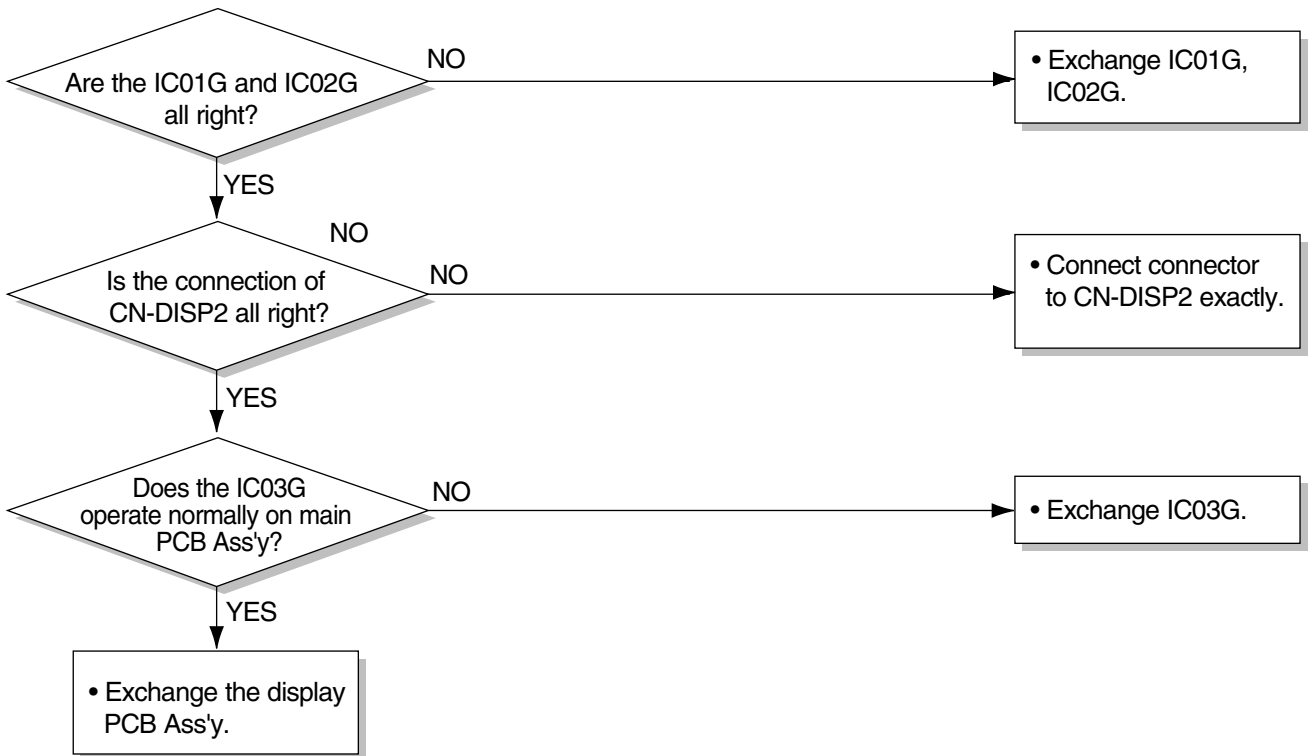 NO
Are the IC01G and IC02G
all right?
• Exchange IC01G,
IC02G.
YES
NO
Is the connection of
CN-DISP2 all right?
NO
• Connect connector
to CN-DISP2 exactly.
YES
Does the IC03G
operate normally on main
PCB Ass'y?
NO
• Exchange IC03G.
YES
• Exchange the display
PCB Ass'y.